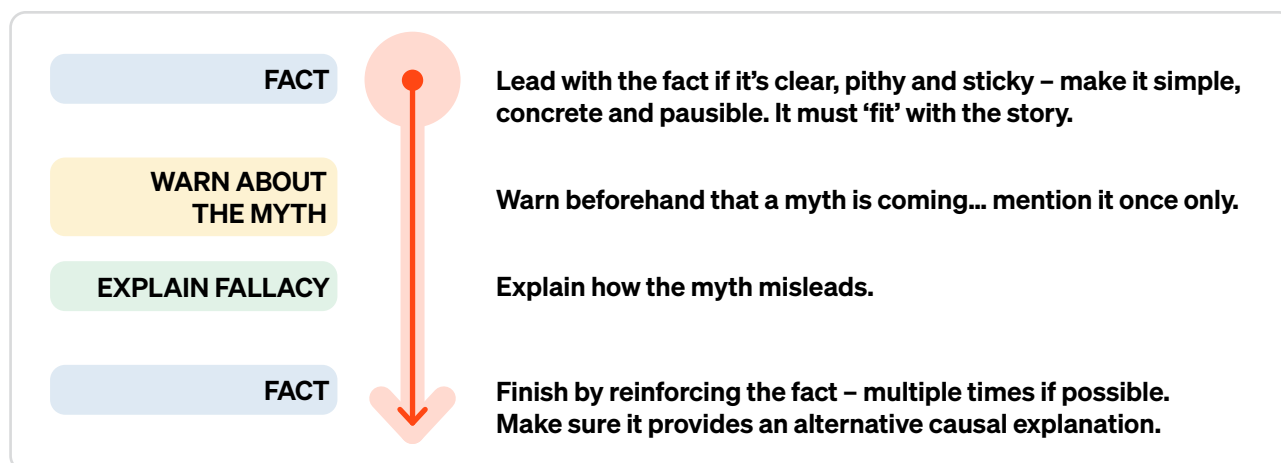 FACT
Lead with the fact if it’s clear, pithy and sticky – make it simple,
concrete and pausible. It must ‘fit’ with the story.
WARN ABOUT
THE MYTH
Warn beforehand that a myth is coming... mention it once only.
EXPLAIN FALLACY
Explain how the myth misleads.
FACT
Finish by reinforcing the fact – multiple times if possible.
Make sure it provides an alternative causal explanation.